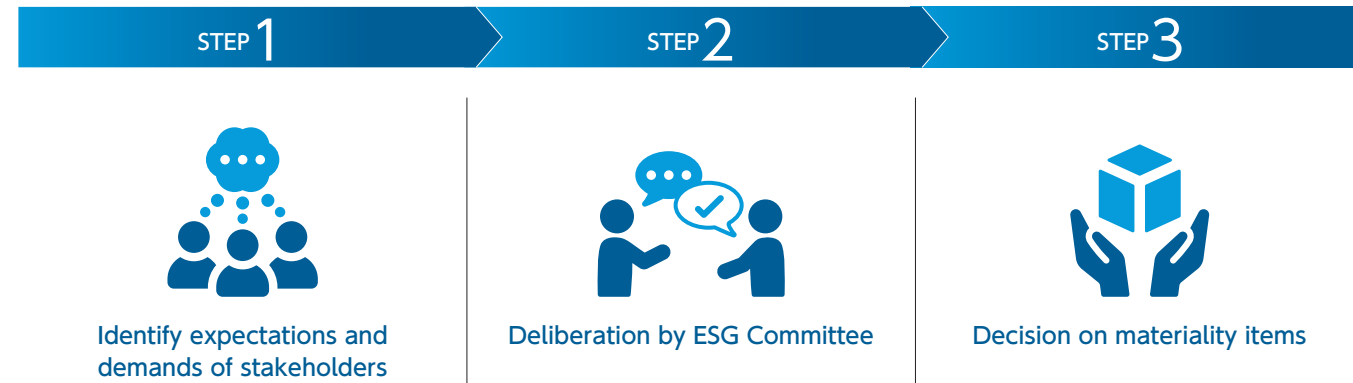 STEP 1
STEP 2
STEP 3
Identify expectations and
demands of stakeholders
Deliberation by ESG Committee
Decision on materiality items